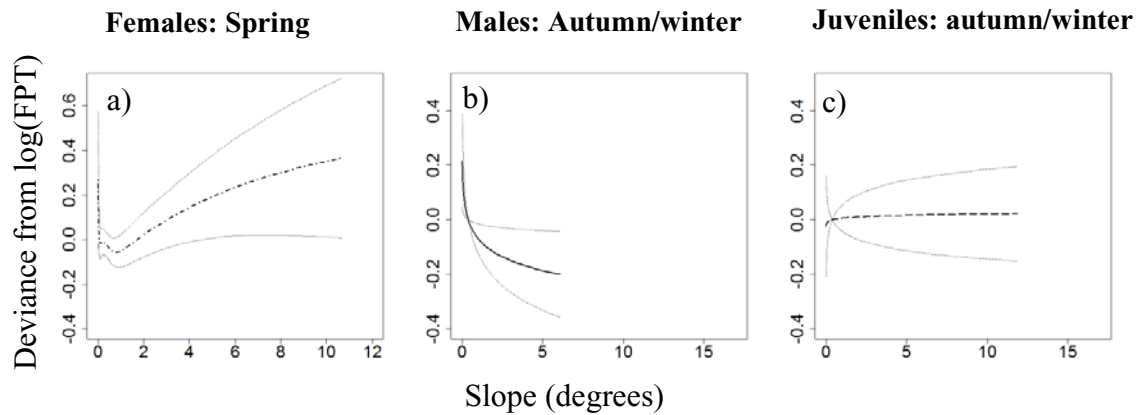 Females: Spring
Males: Autumn/winter
Juveniles: autumn/winter
Deviance from log(FPT)
a)
0.6
0.4
0.2
0.0
-0.2
-0.4
0 2 4 6 8 10 12
b)
0.4
0.2
0.0
-0.2
-0.4
0 5 10 15
c)
0.4
0.2
0.0
-0.2
-0.4
0 5 10 15
Slope (degrees)